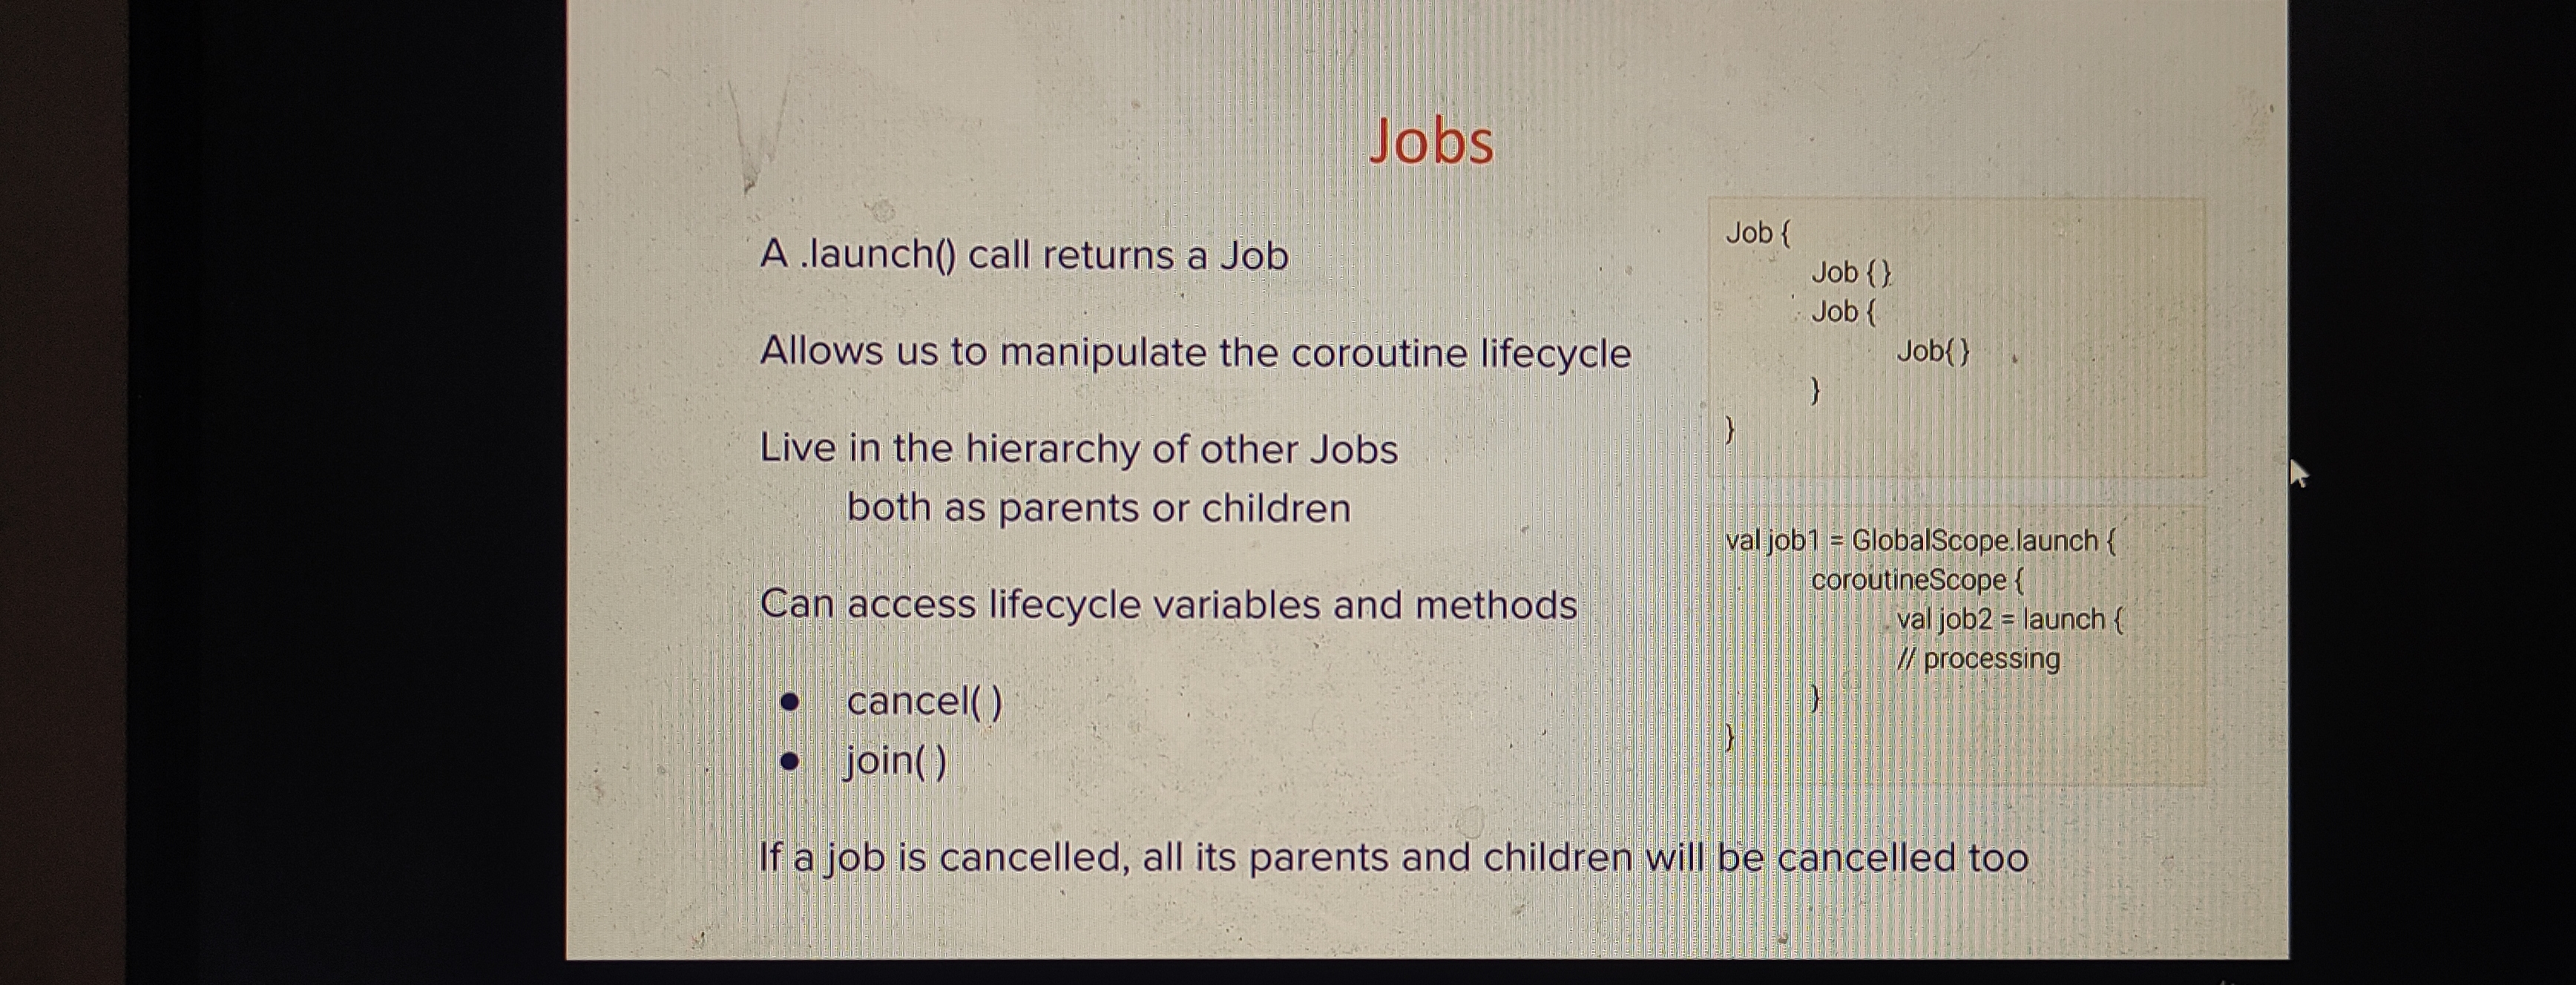 Jobs
A .launch() call returns a Job
Allows us to manipulate the coroutine lifecycle
Live in the hierarchy of other Jobs
both as parents or children
Can access lifecycle variables and methods
● cancel( )
● join( )
If a job is cancelled, all its parents and children will be cancelled too
Job {
Job { }
Job {
Job{ }
}
}
val job1 = GlobalScope.launch {
coroutineScope {
val job2 = launch {
// processing
}
}